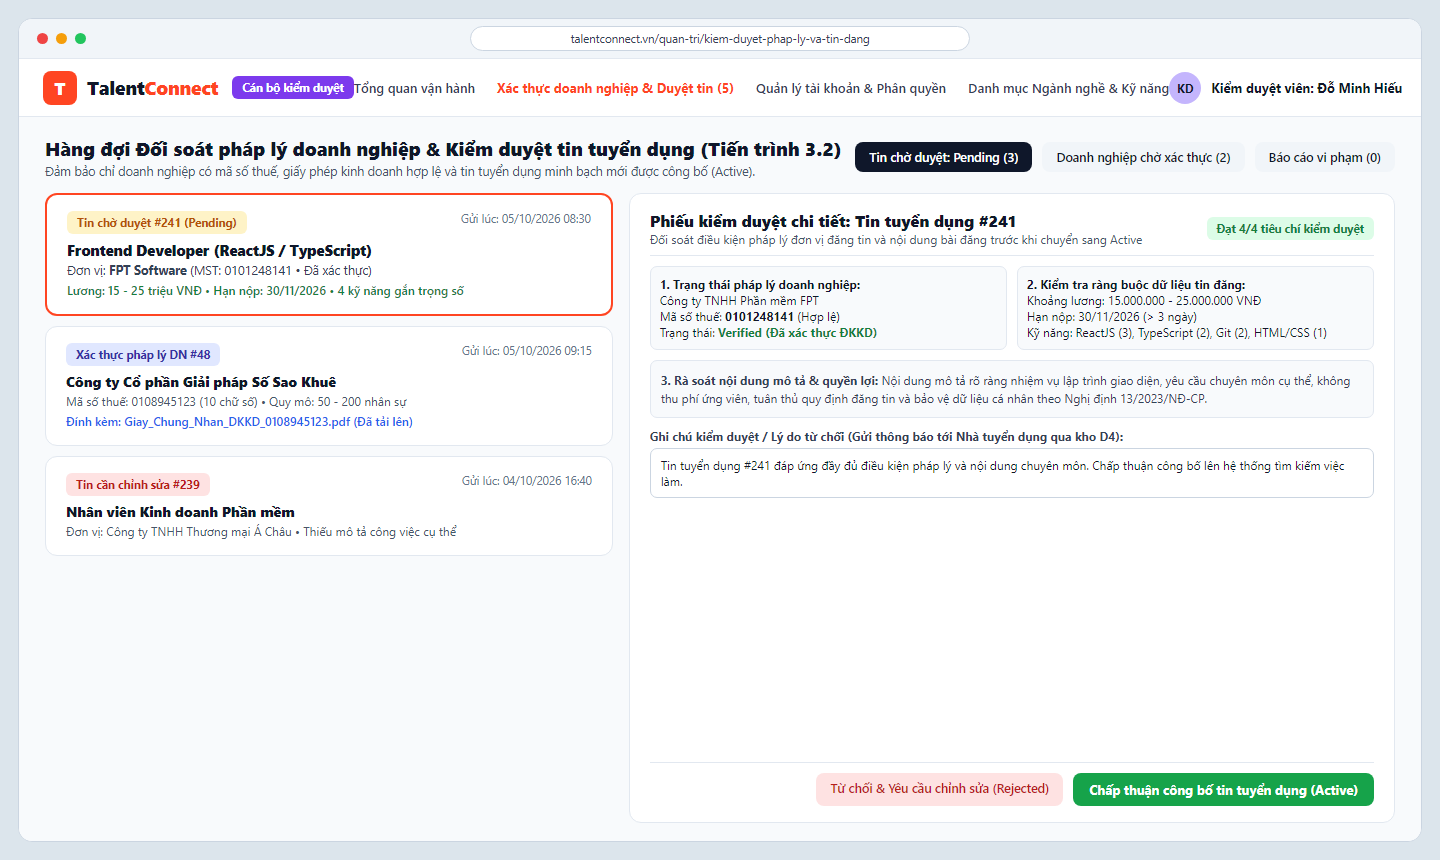 talentconnect.vn/quan-tri/kiem-duyet-phap-ly-va-tin-dang
T TalentConnect Cán bộ kiểm duyệt Tổng quan vận hành Xác thực doanh nghiệp & Duyệt tin (5) Quản lý tài khoản & Phân quyền Danh mục Ngành nghề & Kỹ năng KD Kiểm duyệt viên: Đỗ Minh Hiếu
Hàng đợi Đối soát pháp lý doanh nghiệp & Kiểm duyệt tin tuyển dụng (Tiến trình 3.2)
Đảm bảo chỉ doanh nghiệp có mã số thuế, giấy phép kinh doanh hợp lệ và tin tuyển dụng minh bạch mới được công bố (Active).
Tin chờ duyệt: Pending (3) Doanh nghiệp chờ xác thực (2) Báo cáo vi phạm (0)
Tin chờ duyệt #241 (Pending) Gửi lúc: 05/10/2026 08:30
Frontend Developer (ReactJS / TypeScript)
Đơn vị: FPT Software (MST: 0101248141 • Đã xác thực)
Lương: 15 - 25 triệu VNĐ • Hạn nộp: 30/11/2026 • 4 kỹ năng gắn trọng số
Xác thực pháp lý DN #48 Gửi lúc: 05/10/2026 09:15
Công ty Cổ phần Giải pháp Số Sao Khuê
Mã số thuế: 0108945123 (10 chữ số) • Quy mô: 50 - 200 nhân sự
Đính kèm: Giay_Chung_Nhan_DKKD_0108945123.pdf (Đã tải lên)
Tin cần chỉnh sửa #239 Gửi lúc: 04/10/2026 16:40
Nhân viên Kinh doanh Phần mềm
Đơn vị: Công ty TNHH Thương mại Á Châu • Thiếu mô tả công việc cụ thể
Phiếu kiểm duyệt chi tiết: Tin tuyển dụng #241
Đối soát điều kiện pháp lý đơn vị đăng tin và nội dung bài đăng trước khi chuyển sang Active
Đạt 4/4 tiêu chí kiểm duyệt
1. Trạng thái pháp lý doanh nghiệp:
Công ty TNHH Phần mềm FPT
Mã số thuế: 0101248141 (Hợp lệ)
Trạng thái: Verified (Đã xác thực ĐKKD)
2. Kiểm tra ràng buộc dữ liệu tin đăng:
Khoảng lương: 15.000.000 - 25.000.000 VNĐ
Hạn nộp: 30/11/2026 (> 3 ngày)
Kỹ năng: ReactJS (3), TypeScript (2), Git (2), HTML/CSS (1)
3. Rà soát nội dung mô tả & quyền lợi: Nội dung mô tả rõ ràng nhiệm vụ lập trình giao diện, yêu cầu chuyên môn cụ thể, không
thu phí ứng viên, tuân thủ quy định đăng tin và bảo vệ dữ liệu cá nhân theo Nghị định 13/2023/NĐ-CP.
Ghi chú kiểm duyệt / Lý do từ chối (Gửi thông báo tới Nhà tuyển dụng qua kho D4):
Tin tuyển dụng #241 đáp ứng đầy đủ điều kiện pháp lý và nội dung chuyên môn. Chấp thuận công bố lên hệ thống tìm kiếm việc
làm.
Từ chối & Yêu cầu chỉnh sửa (Rejected) Chấp thuận công bố tin tuyển dụng (Active)